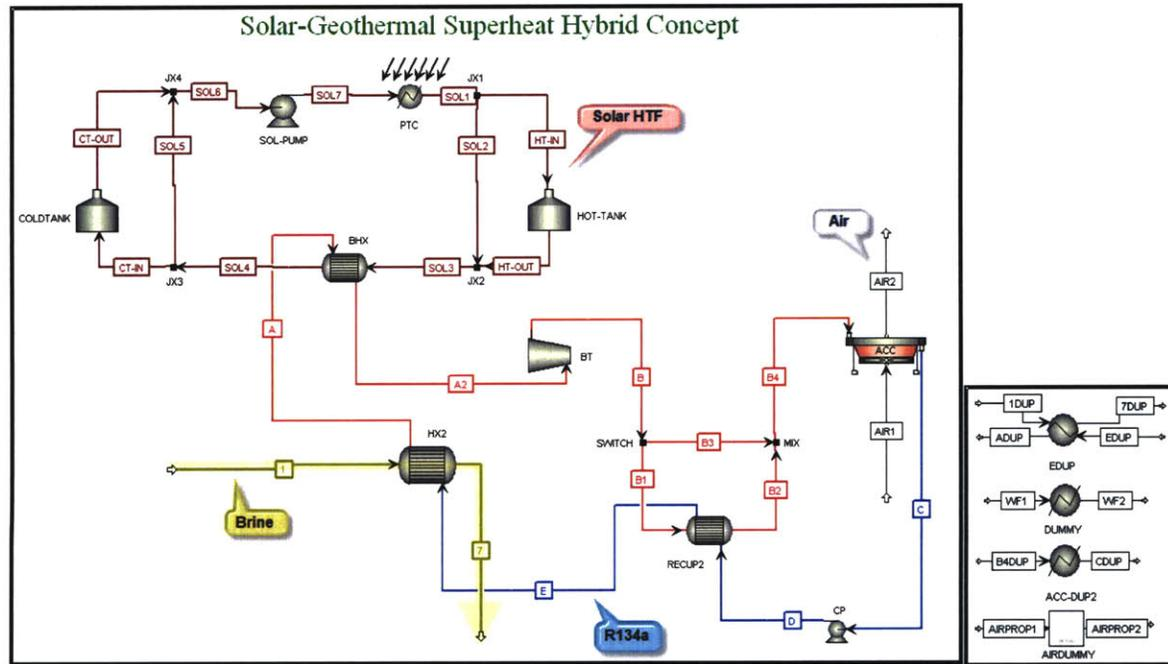 Solar-Geothermal Superheat Hybrid Concept
JX4
SOL6
SOL7
SOL1
JX1
SOL-PUMP
PTC
CT-OUT
SOL5
SOL2
HT-IN
Solar HTF
COLDTANK
HOT-TANK
BHX
CT-IN
JX3
SOL4
SOL3
JX2
HT-OUT
Air
AIR2
A
A2
BT
B
B4
ACC
SWITCH
B3
MIX
AIR1
HX2
1
B1
B2
C
Brine
7
RECUP2
E
R134a
D
CP
1DUP
7DUP
ADUP
EDUP
EDUP
WF1
WF2
DUMMY
B4DUP
CDUP
ACC-DUP2
AIRPROP1
AIRPROP2
AIRDUMMY